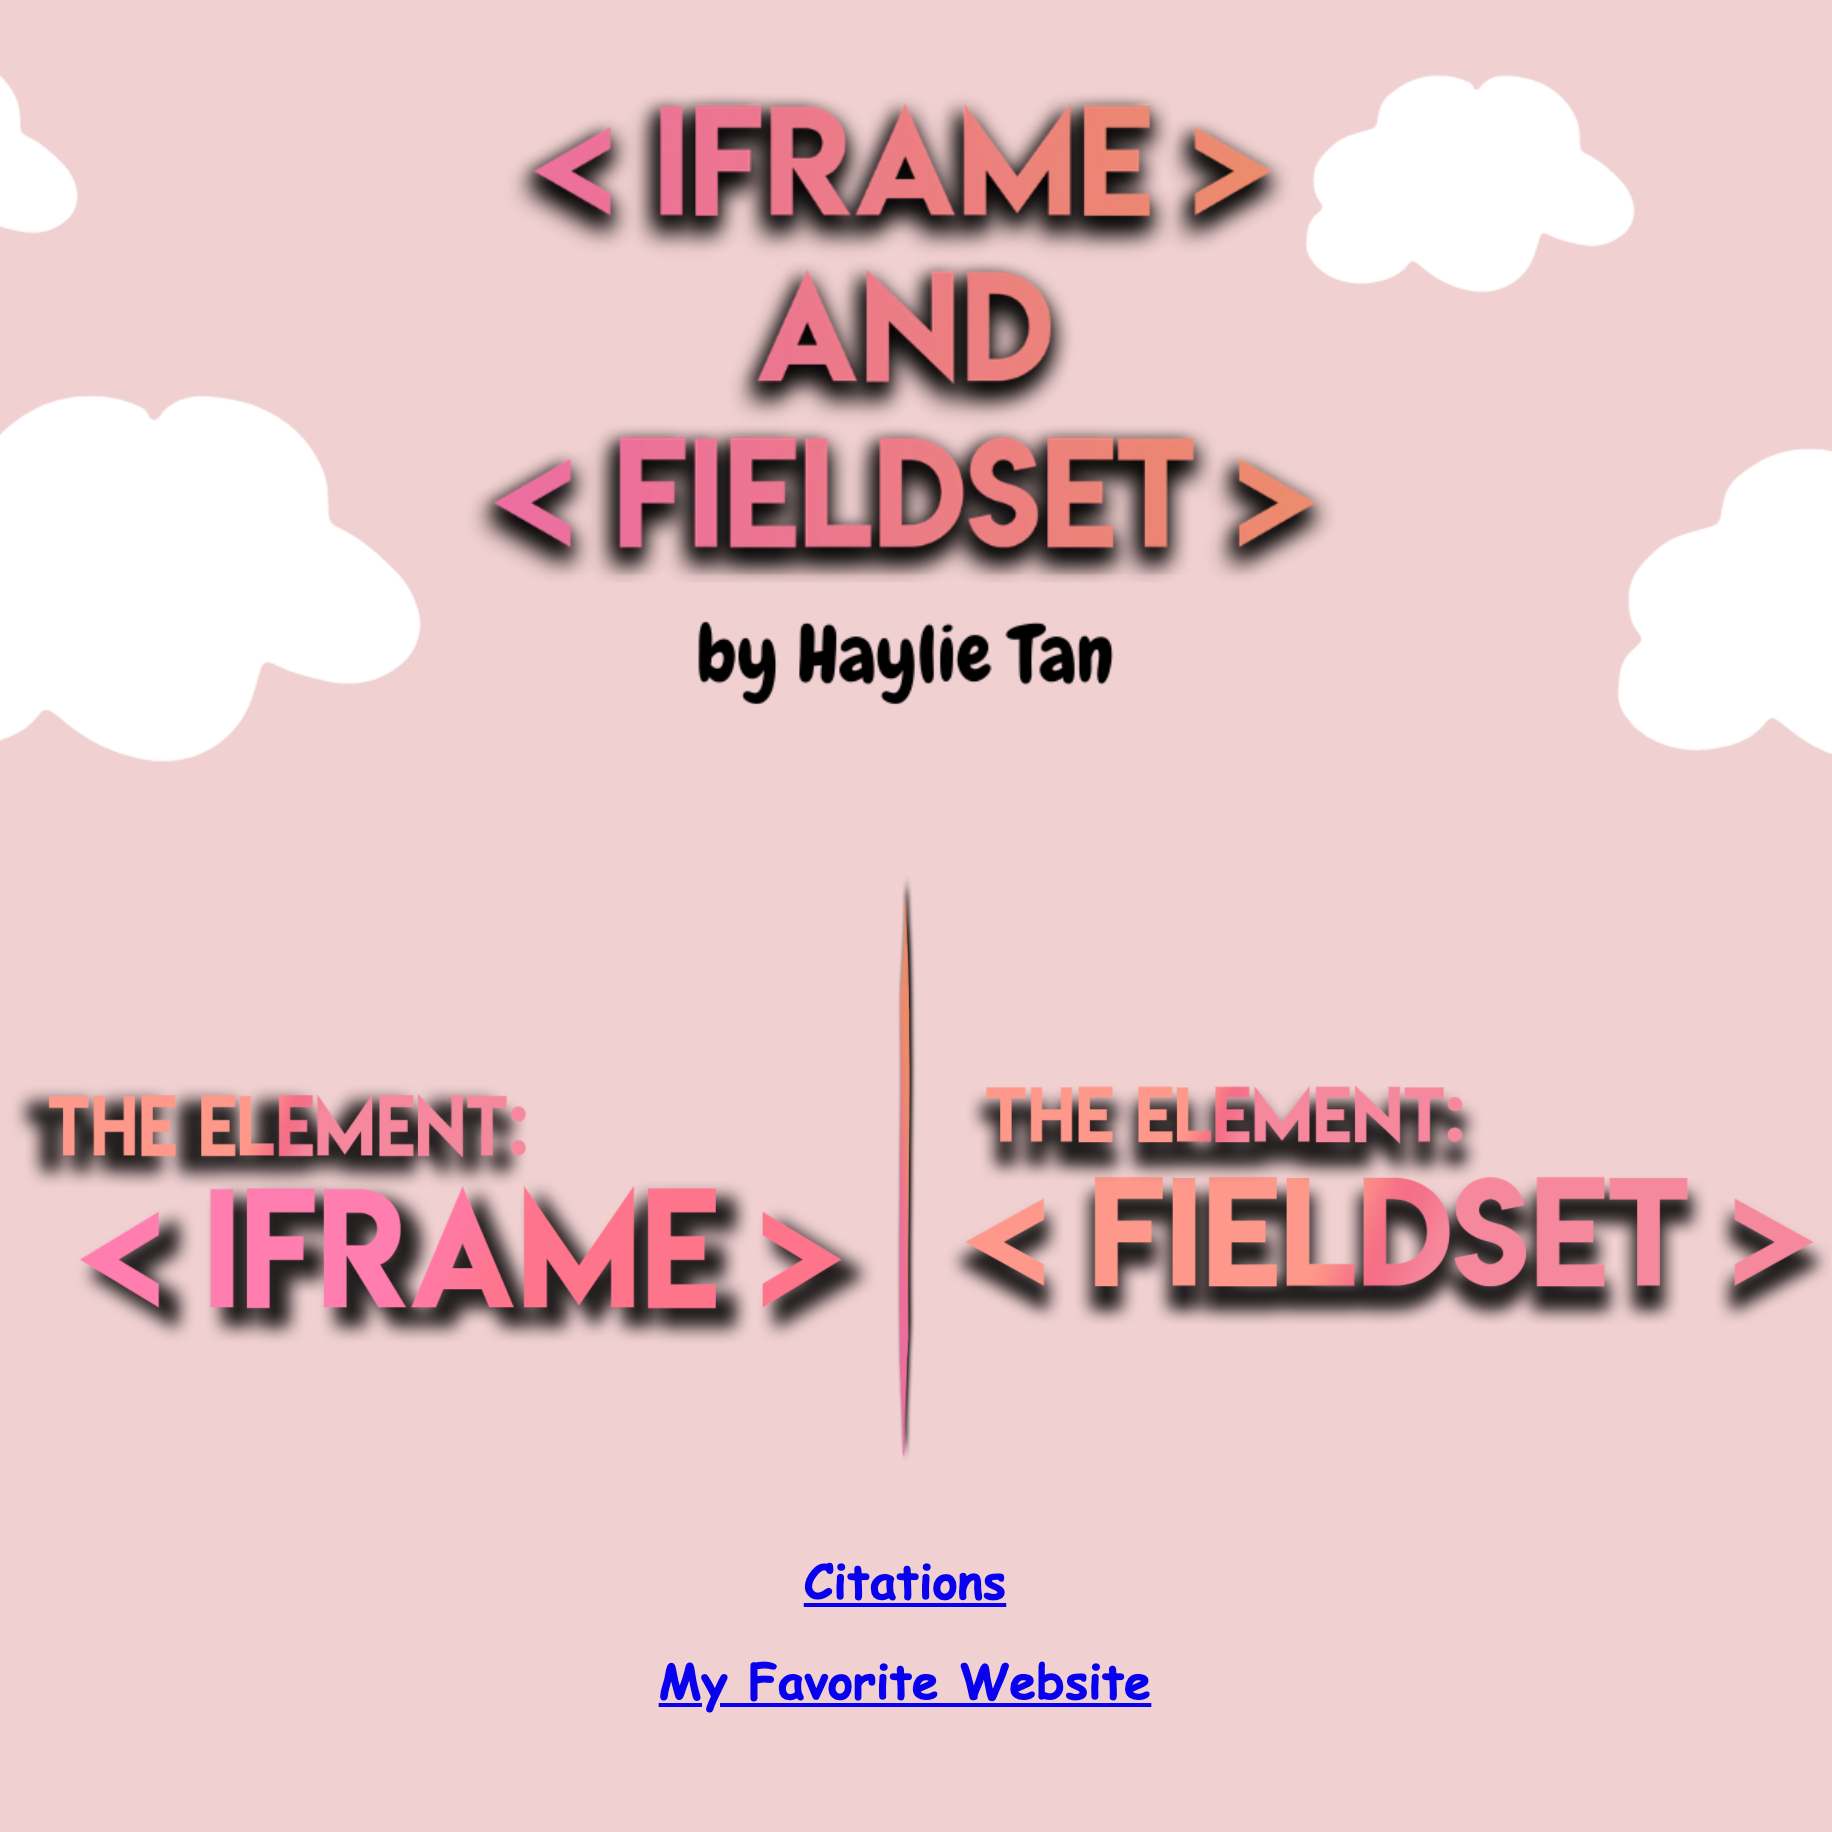 < IFRAME >
AND
< FIELDSET >
by Haylie Tan
THE ELEMENT:
< IFRAME >
THE ELEMENT:
< FIELDSET >
Citations
My Favorite Website